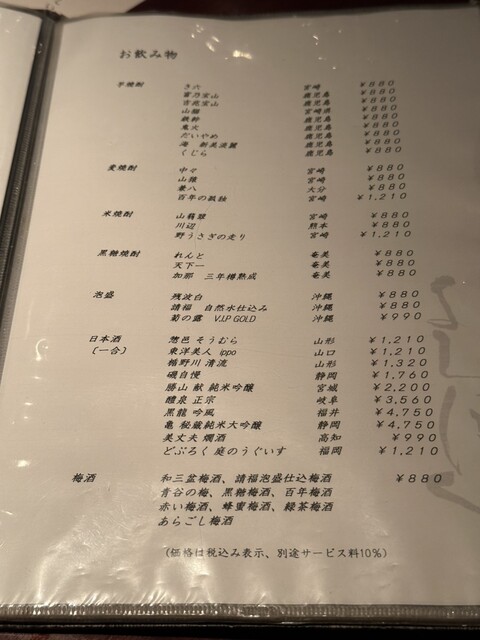 お飲み物
芋焼酎 き六 宮崎 ¥880
富乃宝山 鹿児島 ¥880
吉兆宝山 鹿児島 ¥880
山猫 宮崎県 ¥880
鹿児島 ¥880
鹿児島 ¥880
だいやめ 鹿児島 ¥880
海 新美淡麗 鹿児島 ¥880
くじら 鹿児島 ¥880
麦焼酎 中々 宮崎 ¥880
山猿 宮崎 ¥880
兼八 大分 ¥880
百年の孤独 宮崎 ¥1,210
米焼酎 山翡翠 宮崎 ¥880
川辺 熊本 ¥880
野うさぎの走り 宮崎 ¥1,210
黒糖焼酎 れんと 奄美 ¥880
天下一 奄美 ¥880
加那 三年樽熟成 奄美 ¥880
泡盛 残波白 沖縄 ¥880
請福 自然水仕込み 沖縄 ¥880
菊の露 V.I.P GOLD 沖縄 ¥990
日本酒 惣邑 そうむら 山形 ¥1,210
(一合) 東洋美人 ippo 山口 ¥1,210
楯野川 清流 山形 ¥1,320
磯自慢 静岡 ¥1,760
勝山 献 純米吟醸 宮城 ¥2,200
醴泉 正宗 岐阜 ¥3,560
黒龍 吟風 福井 ¥4,750
亀 秘蔵純米大吟醸 静岡 ¥4,750
美丈夫 燗酒 高知 ¥990
どぶろく 庭のうぐいす 福岡 ¥1,210
梅酒 和三盆梅酒、請福泡盛仕込梅酒 ¥880
青谷の梅、黒糖梅酒、百年梅酒
赤い梅酒、蜂蜜梅酒、緑茶梅酒
あらごし梅酒
(価格は税込み表示、別途サービス料10%)